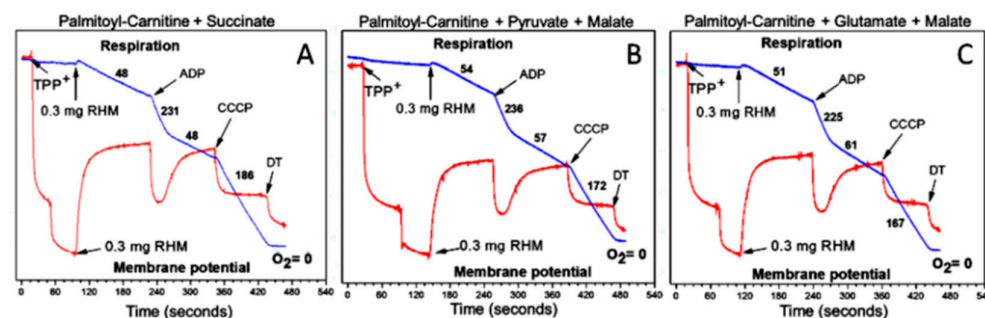 Palmitoyl-Carnitine + Succinate
Respiration
A
TPP+
0.3 mg RHM
48
ADP
231
48
CCCP
186
DT
0.3 mg RHM
O2= 0
Membrane potential
0 60 120 180 240 300 360 420 480 540
Time (seconds)
Palmitoyl-Carnitine + Pyruvate + Malate
Respiration
B
TPP+
0.3 mg RHM
54
ADP
236
57
CCCP
172
DT
0.3 mg RHM
O2= 0
Membrane potential
0 60 120 180 240 300 360 420 480 540
Time (seconds)
Palmitoyl-Carnitine + Glutamate + Malate
Respiration
C
TPP+
0.3 mg RHM
51
ADP
225
61
CCCP
167
DT
0.3 mg RHM
O2= 0
Membrane potential
0 60 120 180 240 300 360 420 480 540
Time (seconds)